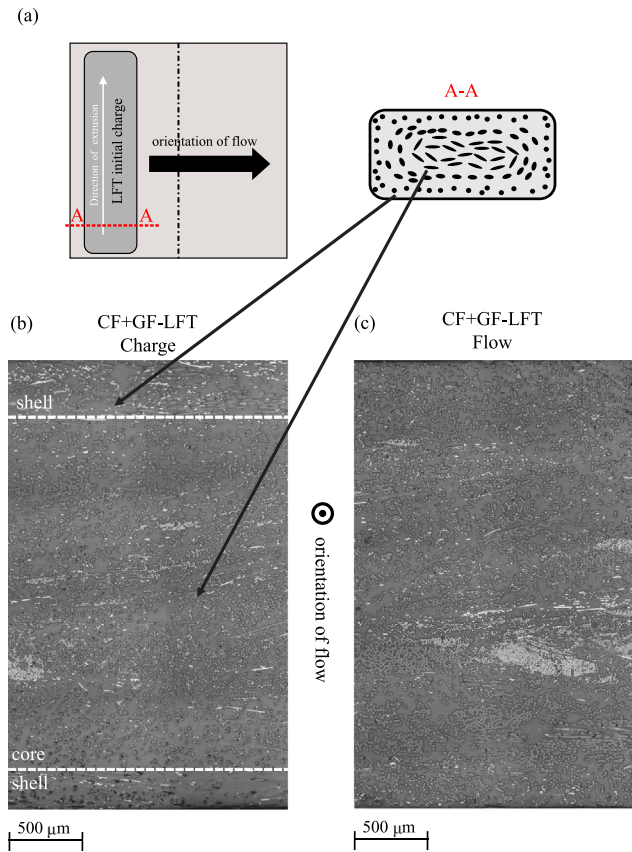 (a)
Direction of extrusion
LFT initial charge
orientation of flow
A
A
A-A
(b)
CF+GF-LFT
Charge
(c)
CF+GF-LFT
Flow
shell
orientation of flow
core
shell
500 μm
500 μm